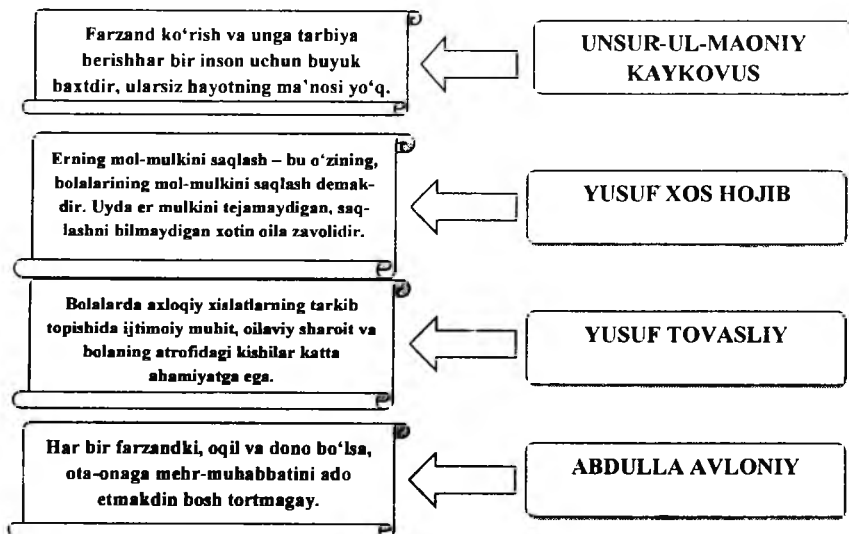 Farzand ko‘rish va unga tarbiya
berishhar bir inson uchun buyuk
baxtdir, ularsiz hayotning ma’nosi yo‘q.
UNSUR-UL-MAONIY
KAYKOVUS
Erning mol-mulkini saqlash – bu o‘zining,
bolalarining mol-mulkini saqlash demak-
dir. Uyda er mulkini tejamaydigan, saq-
lashni bilmaydigan xotin oila zavolidir.
YUSUF XOS HOJIB
Bolalarda axloqiy xislatlarning tarkib
topishida ijtimoiy muhit, oilaviy sharoit va
bolaning atrofidagi kishilar katta
ahamiyatga ega.
YUSUF TOVASLIY
Har bir farzandki, oqil va dono bo‘lsa,
ota-onaga mehr-muhabbatini ado
etmakdin bosh tortmagay.
ABDULLA AVLONIY